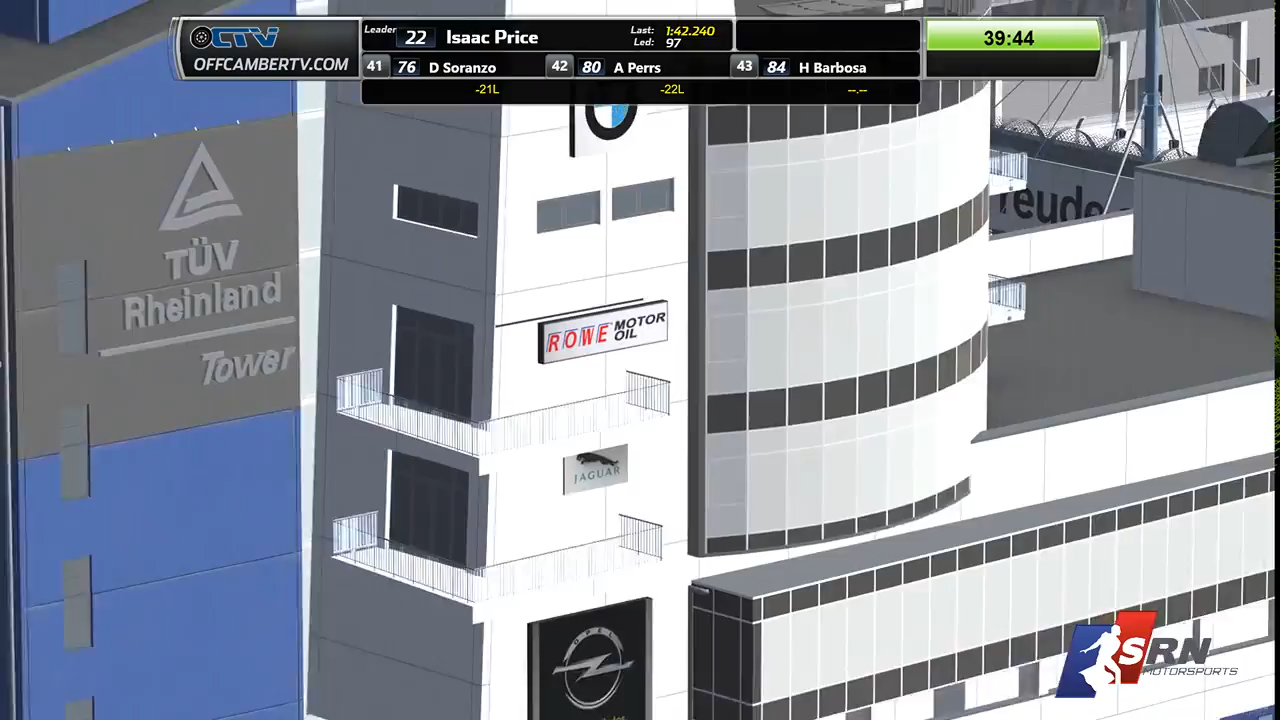 CTV
OFFCAMBERTV.COM
Leader 22 Isaac Price Last: 1:42.240
Led: 97
41 76 D Soranzo 42 80 A Perrs 43 84 H Barbosa
-21L -22L --.--
39:44
TÜV
Rheinland
Tower
ROWE MOTOR
OIL
JAGUAR
OPEL
SRN
MOTORSPORTS